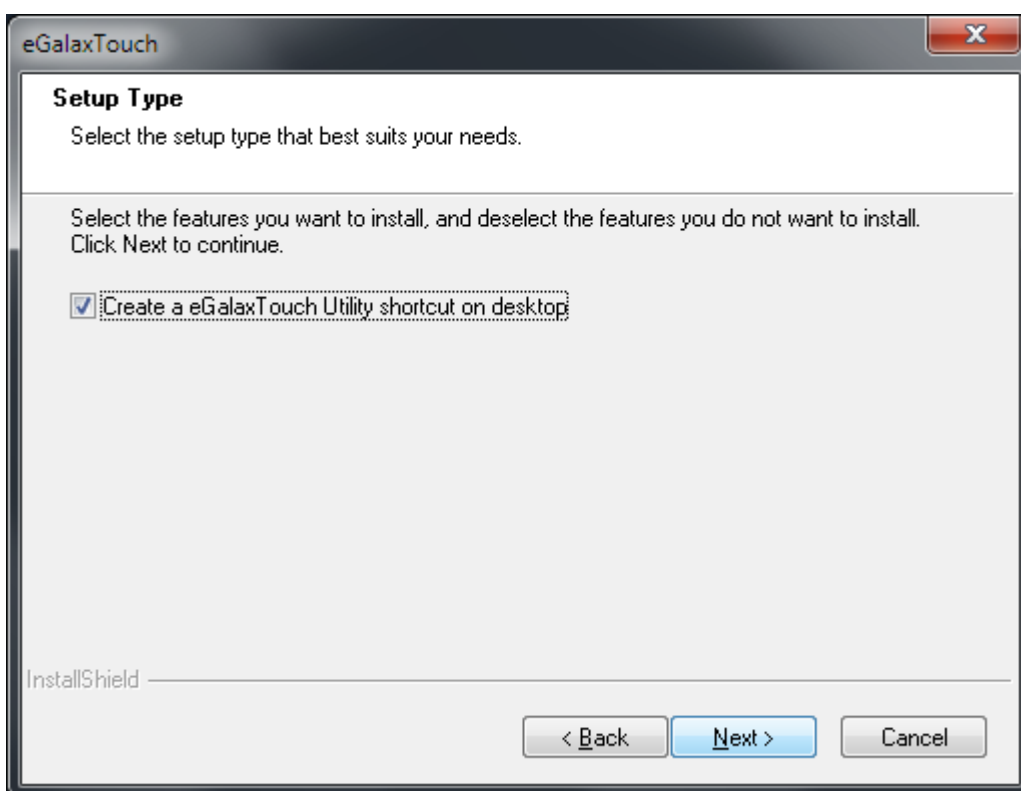 eGalaxTouch
Setup Type
Select the setup type that best suits your needs.
Select the features you want to install, and deselect the features you do not want to install.
Click Next to continue.
Create a eGalaxTouch Utility shortcut on desktop
InstallShield
< Back Next > Cancel